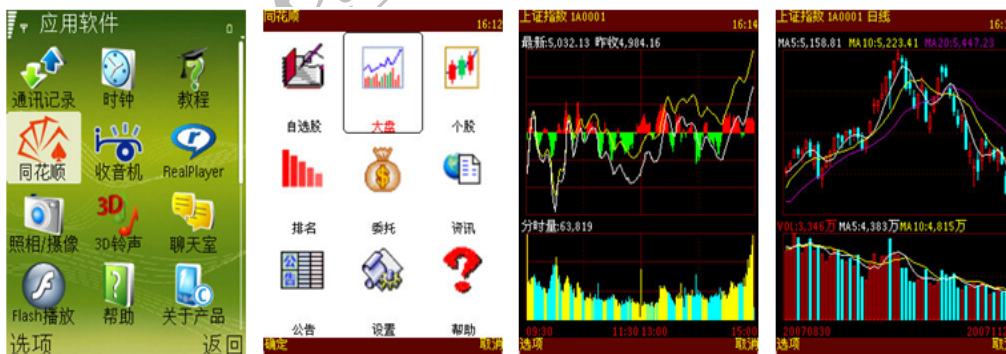 应用软件
通讯记录 时钟 教程
同花顺 收音机 RealPlayer
3D
照相/摄像 3D铃声 聊天室
Flash播放 帮助 关于产品
选项 返回
同花顺 16:12
自选股 大盘 个股
排名 委托 资讯
公告
公告 设置 帮助
确定 取消
上证指数 1A0001 16:14
最新:5,032.13 昨收4,984.16
分时量:63,819
09:30 11:30 13:00 15:00
选项 取消
上证指数 1A0001 日线
MA5:5,158.81 MA10:5,223.41 MA20:5,447.23
VOL:3,346万 MA5:4,383万 MA10:4,815万
20070830
选项